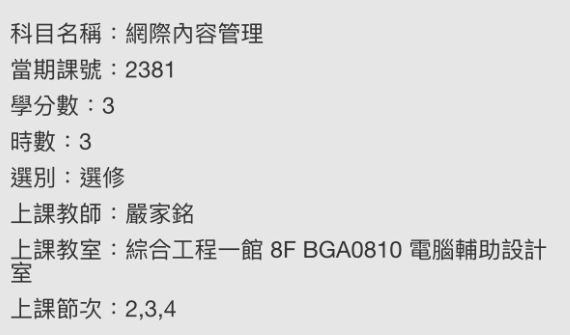 科目名稱：網際內容管理
當期課號：2381
學分數：3
時數：3
選別：選修
上課教師：嚴家銘
上課教室：綜合工程一館 8F BGA0810 電腦輔助設計
室
上課節次：2,3,4